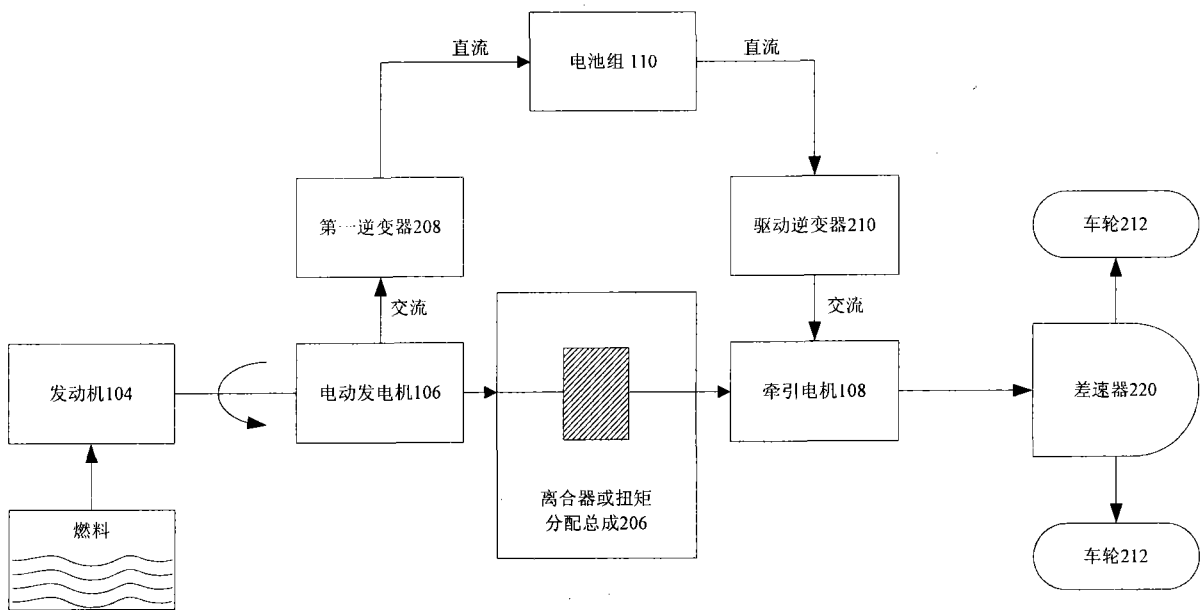 直流
电池组 110
直流
第一逆变器208
驱动逆变器210
车轮212
交流
交流
发动机104
电动发电机106
牵引电机108
差速器220
离合器或扭矩
分配总成206
燃料
车轮212